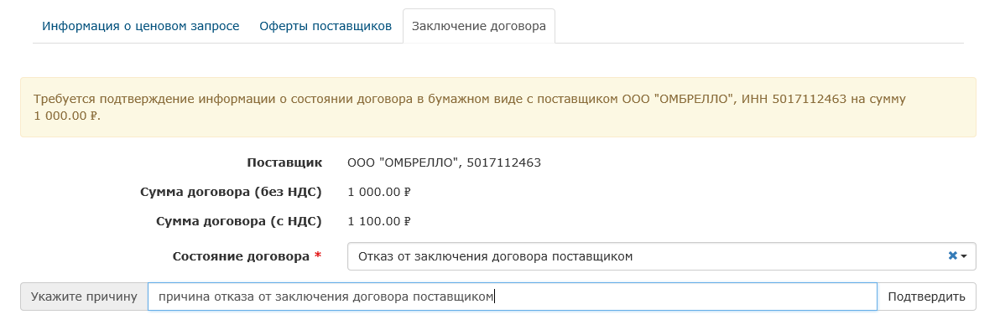 Информация о ценовом запросе Оферты поставщиков Заключение договора
Требуется подтверждение информации о состоянии договора в бумажном виде с поставщиком ООО "ОМБРЕЛЛО", ИНН 5017112463 на сумму
1 000.00 ₽.
Поставщик ООО "ОМБРЕЛЛО", 5017112463
Сумма договора (без НДС) 1 000.00 ₽
Сумма договора (с НДС) 1 100.00 ₽
Состояние договора * Отказ от заключения договора поставщиком
Укажите причину причина отказа от заключения договора поставщиком Подтвердить